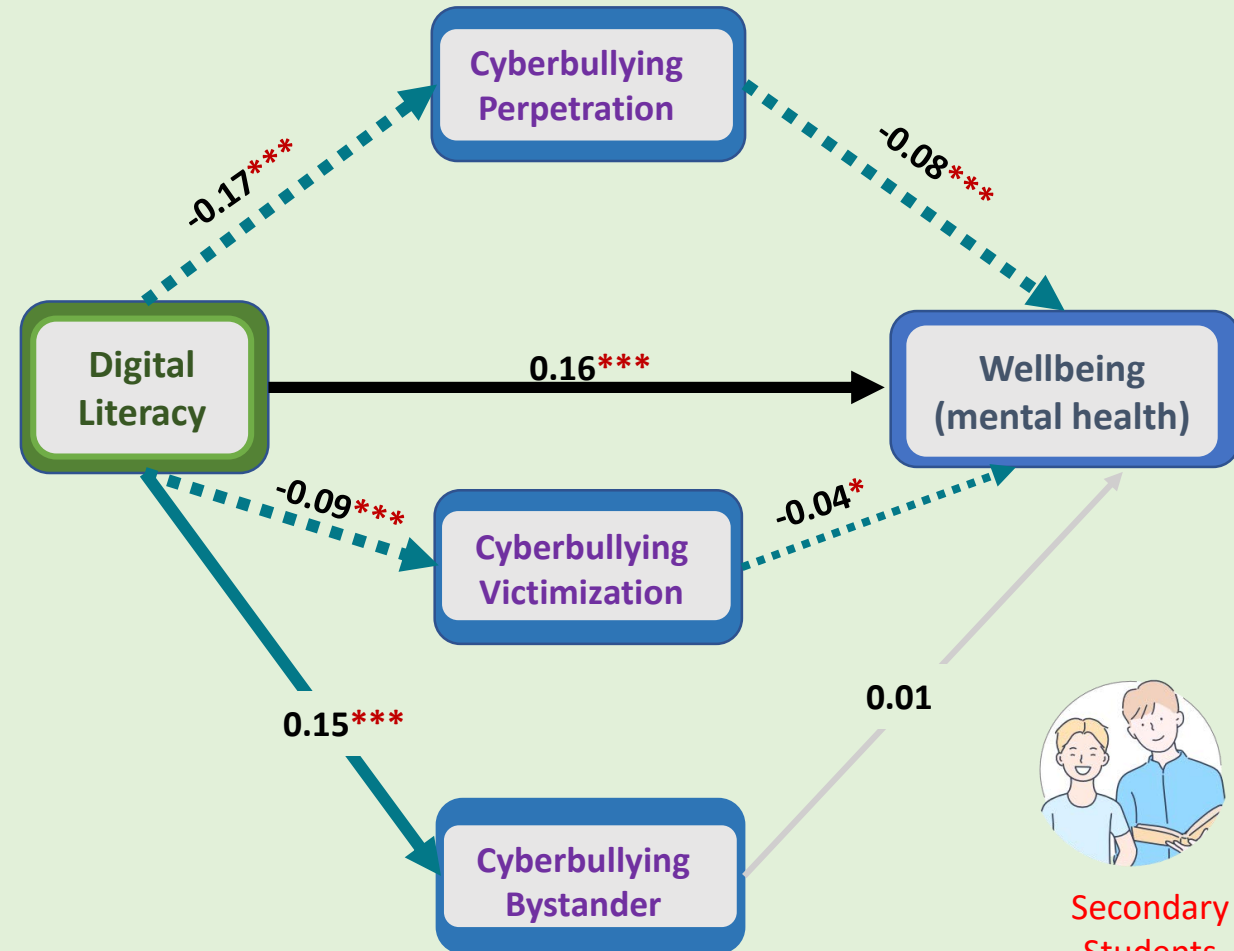 Cyberbullying
Perpetration
-0.17***
-0.08***
Digital
Literacy
0.16***
Wellbeing
(mental health)
-0.09***
-0.04*
Cyberbullying
Victimization
0.15***
0.01
Cyberbullying
Bystander
Secondary
Students